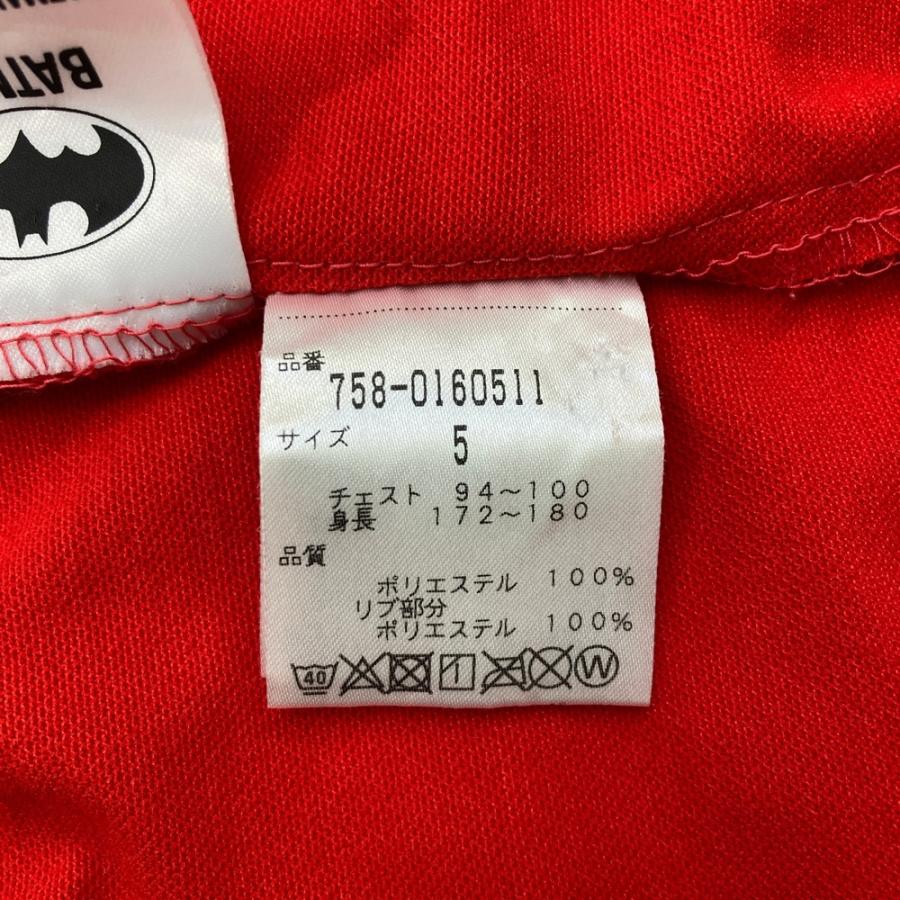 品番
758-0160511
サイズ 5
チェスト 94～100
身長 172～180
品質
ポリエステル 100%
リブ部分
ポリエステル 100%
40
W